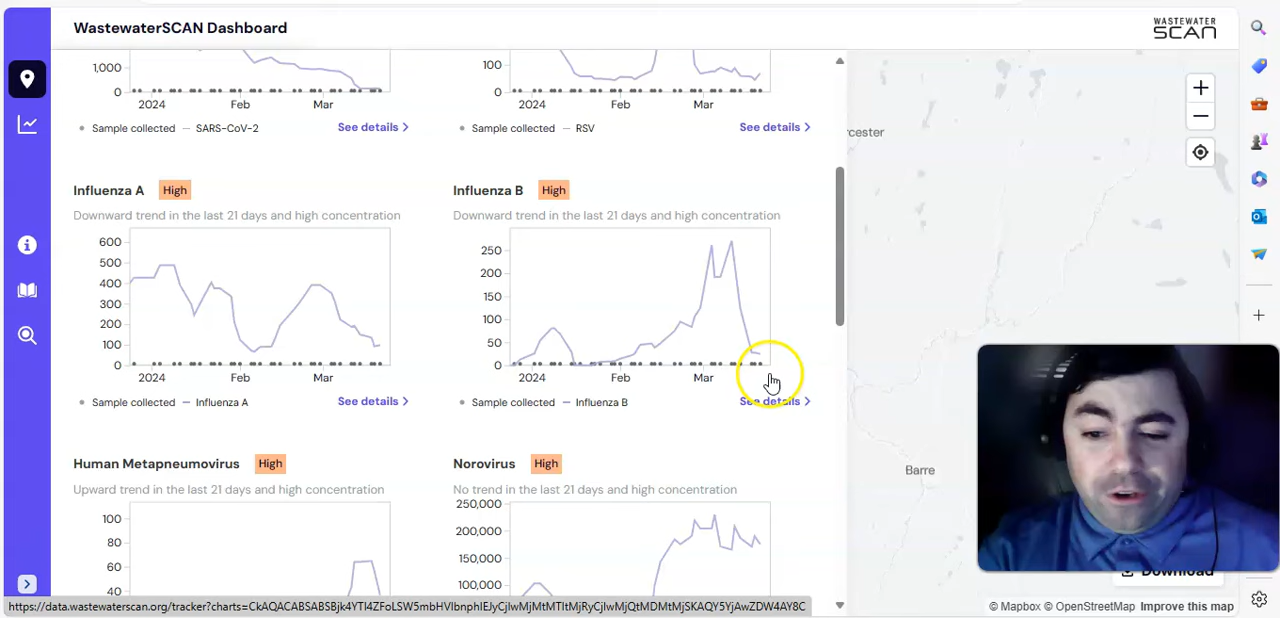 WastewaterSCAN Dashboard
WASTEWATER
SCAN
1,000
0
2024 Feb Mar
Sample collected SARS-CoV-2 See details
100
0
2024 Feb Mar
Sample collected RSV See details
Influenza A High
Downward trend in the last 21 days and high concentration
600
500
400
300
200
100
0
2024 Feb Mar
Sample collected Influenza A See details
Influenza B High
Downward trend in the last 21 days and high concentration
250
200
150
100
50
0
2024 Feb Mar
Sample collected Influenza B See details
Human Metapneumovirus High
Upward trend in the last 21 days and high concentration
100
80
60
40
Norovirus High
No trend in the last 21 days and high concentration
250,000
200,000
150,000
100,000
rcester
Barre
Download
© Mapbox © OpenStreetMap Improve this map